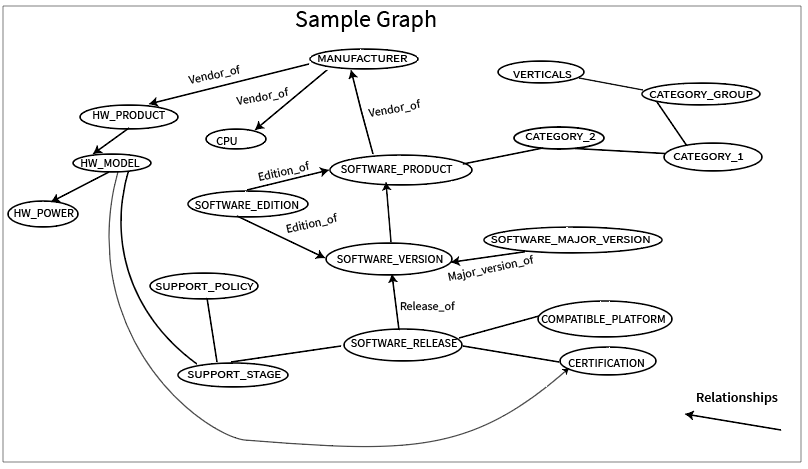 Sample Graph
MANUFACTURER
Vendor_of
VERTICALS
CATEGORY_GROUP
Vendor_of
Vendor_of
HW_PRODUCT
CPU
CATEGORY_2
HW_MODEL
SOFTWARE_PRODUCT
CATEGORY_1
Edition_of
HW_POWER
SOFTWARE_EDITION
Edition_of
SOFTWARE_MAJOR_VERSION
SOFTWARE_VERSION
Major_version_of
SUPPORT_POLICY
Release_of
COMPATIBLE_PLATFORM
SOFTWARE_RELEASE
CERTIFICATION
SUPPORT_STAGE
Relationships